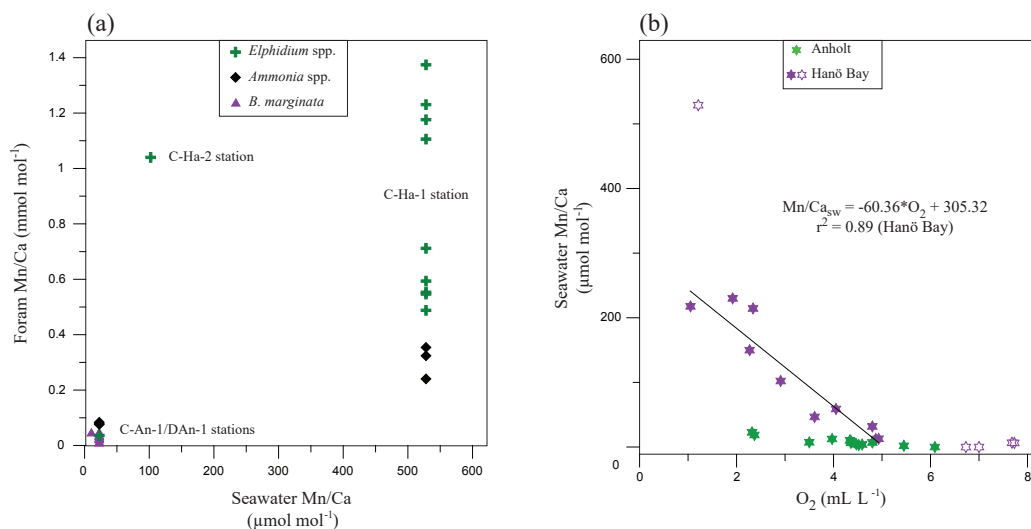 (a)
Elphidium spp.
Ammonia spp.
B. marginata
C-Ha-2 station
C-Ha-1 station
C-An-1/DAn-1 stations
1.4
1.2
1
0.8
0.6
0.4
0.2
0
0 100 200 300 400 500 600
Foram Mn/Ca (mmol mol⁻¹)
Seawater Mn/Ca
(µmol mol⁻¹)
(b)
Anholt
Hanö Bay
Mn/Ca_sw = -60.36*O₂ + 305.32
r² = 0.89 (Hanö Bay)
600
400
200
0
0 2 4 6 8
Seawater Mn/Ca
(µmol mol⁻¹)
O₂ (mL L⁻¹)